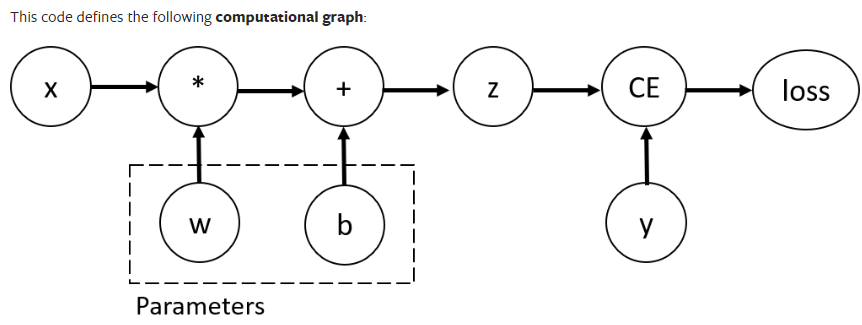 This code defines the following computational graph:
x * + z CE loss
w b y
Parameters